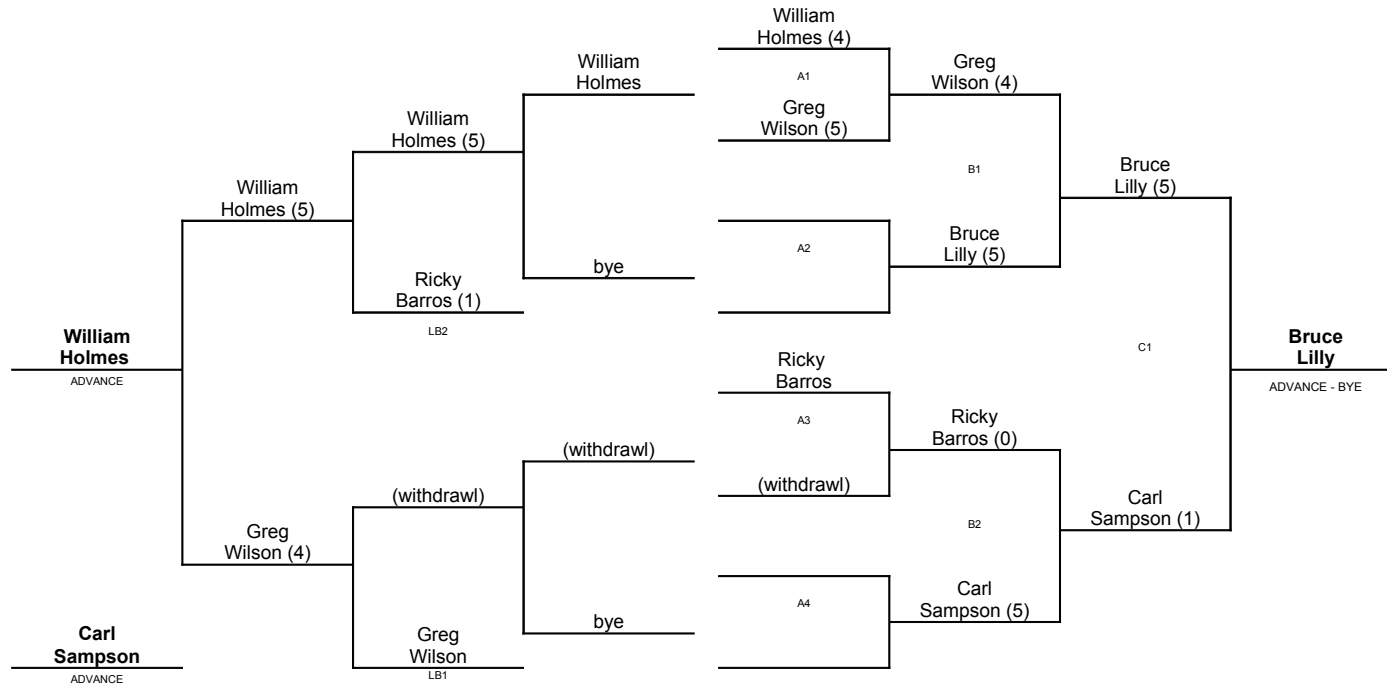 William
Holmes (4)
William
Holmes
Greg
Wilson (4)
A1
Greg
Wilson (5)
William
Holmes (5)
Bruce
Lilly (5)
B1
William
Holmes (5)
A2
Bruce
Lilly (5)
bye
Ricky
Barros (1)
LB2
William
Holmes
ADVANCE
C1
Bruce
Lilly
ADVANCE - BYE
Ricky
Barros
A3
Ricky
Barros (0)
(withdrawl)
(withdrawl)
(withdrawl)
Carl
Sampson (1)
B2
Greg
Wilson (4)
Carl
Sampson (5)
A4
bye
Carl
Sampson
ADVANCE
Greg
Wilson
LB1